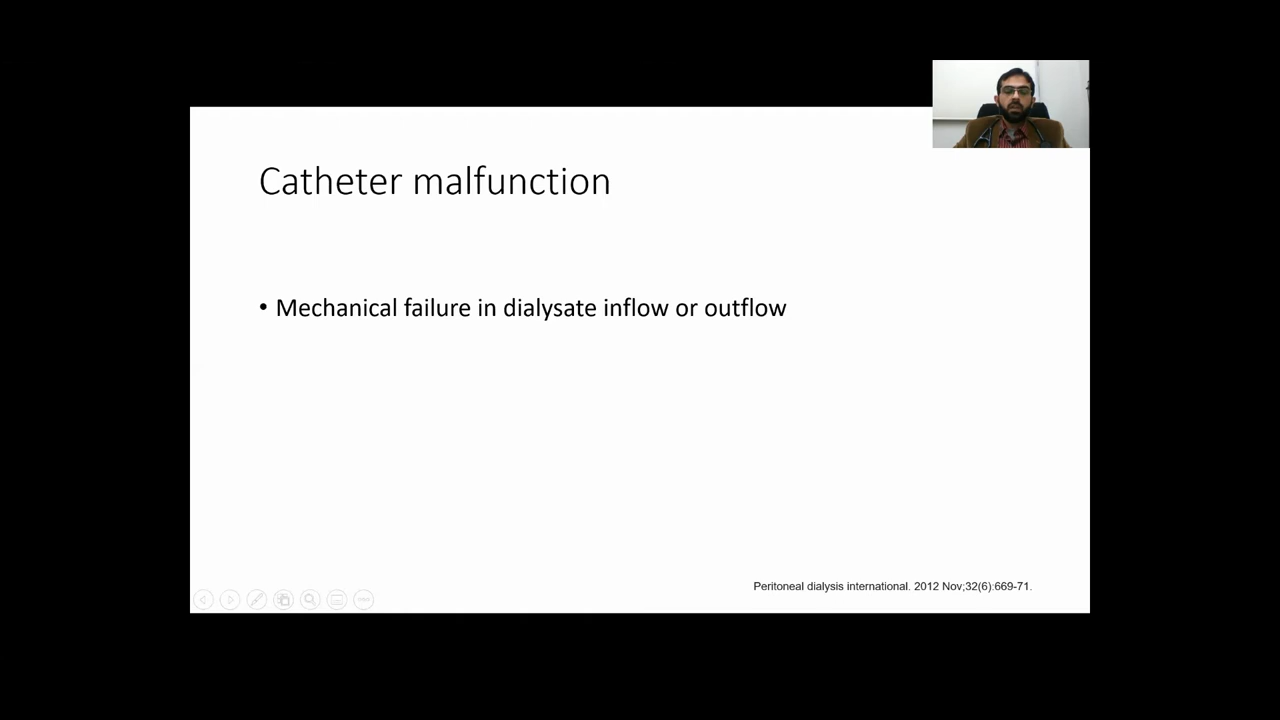 Catheter malfunction
• Mechanical failure in dialysate inflow or outflow
Peritoneal dialysis international. 2012 Nov;32(6):669-71.